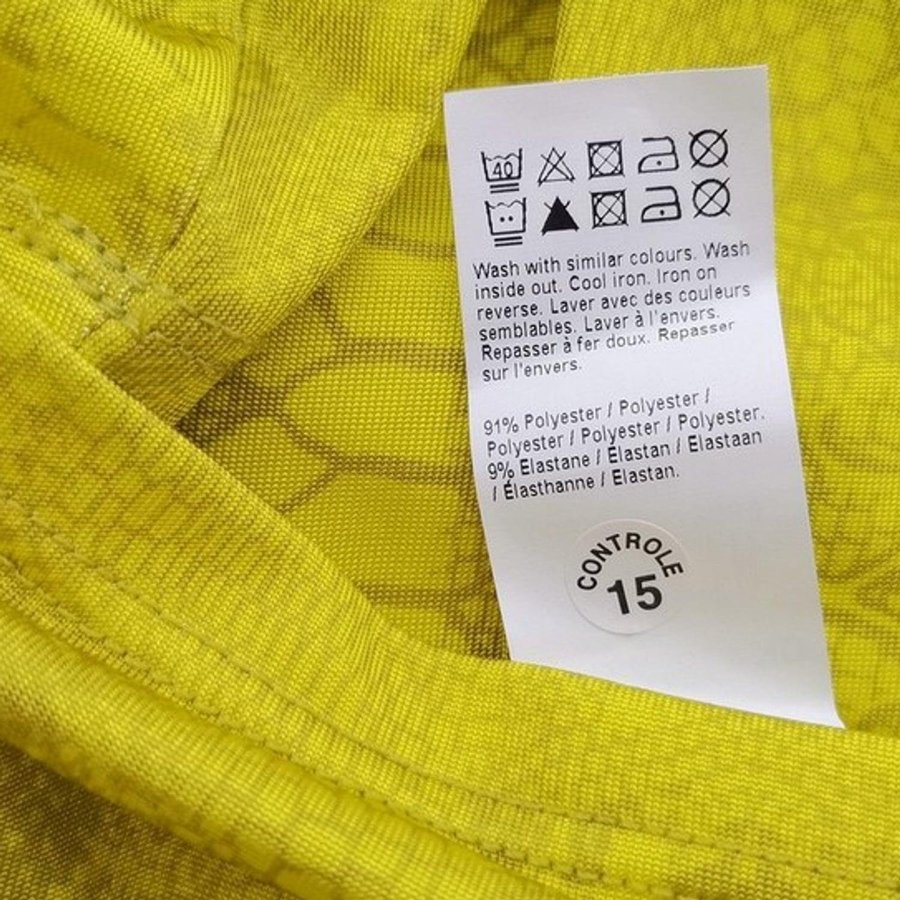 40
Wash with similar colours. Wash
inside out. Cool iron. Iron on
reverse. Laver avec des couleurs
semblables. Laver à l'envers.
Repasser à fer doux. Repasser
sur l'envers.
91% Polyester / Polyester /
Polyester / Polyester / Polyester.
9% Elastane / Élastan / Elastaan
/ Élasthanne / Elastan.
CONTROLE
15